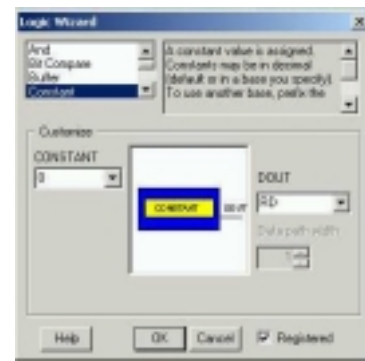 Logic Wizard
And
Bit Compare
Buffer
Constant
A constant value is assigned.
Constants may be in decimal
(default or in a base you specify).
To use another base, prefix the
Customize
CONSTANT
0
CONSTANT
DOUT
DOUT
Data path width
1
Help
OK
Cancel
Registered